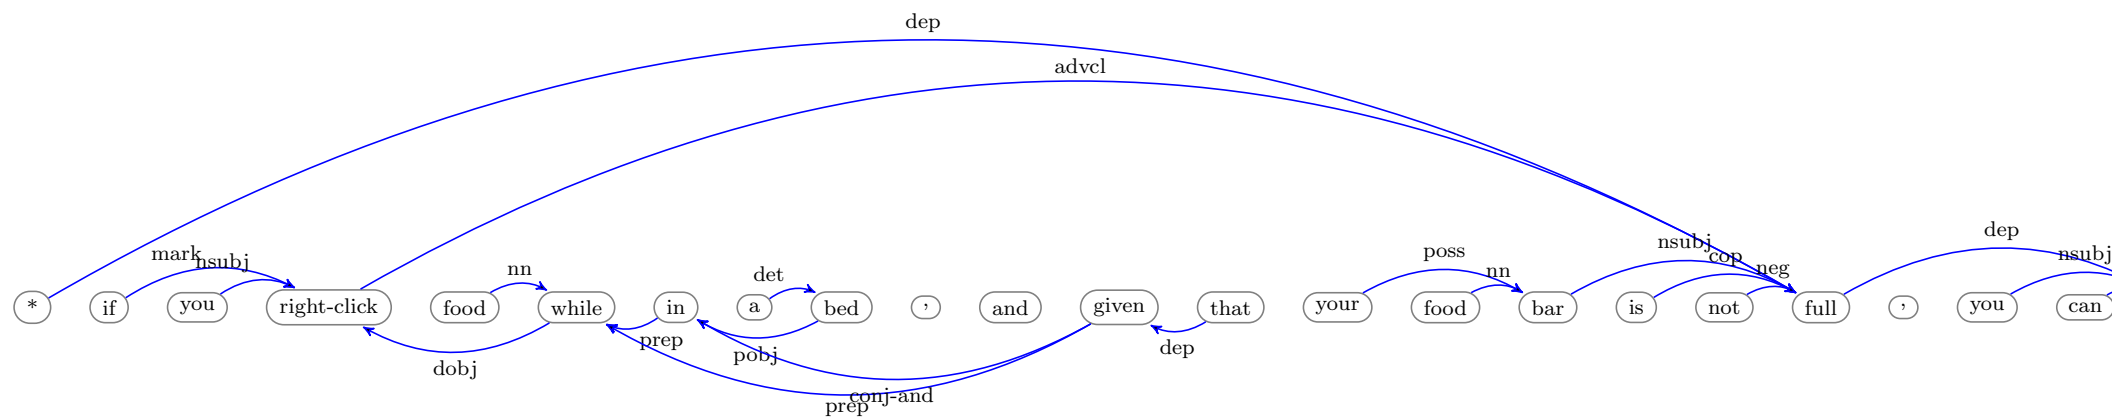 dep
advcl
mark nsubj nn det poss nn nsubj cop neg dep nsubj
* if you right-click food while in a bed , and given that your food bar is not full , you can
dobj prep pobj prep conj-and dep